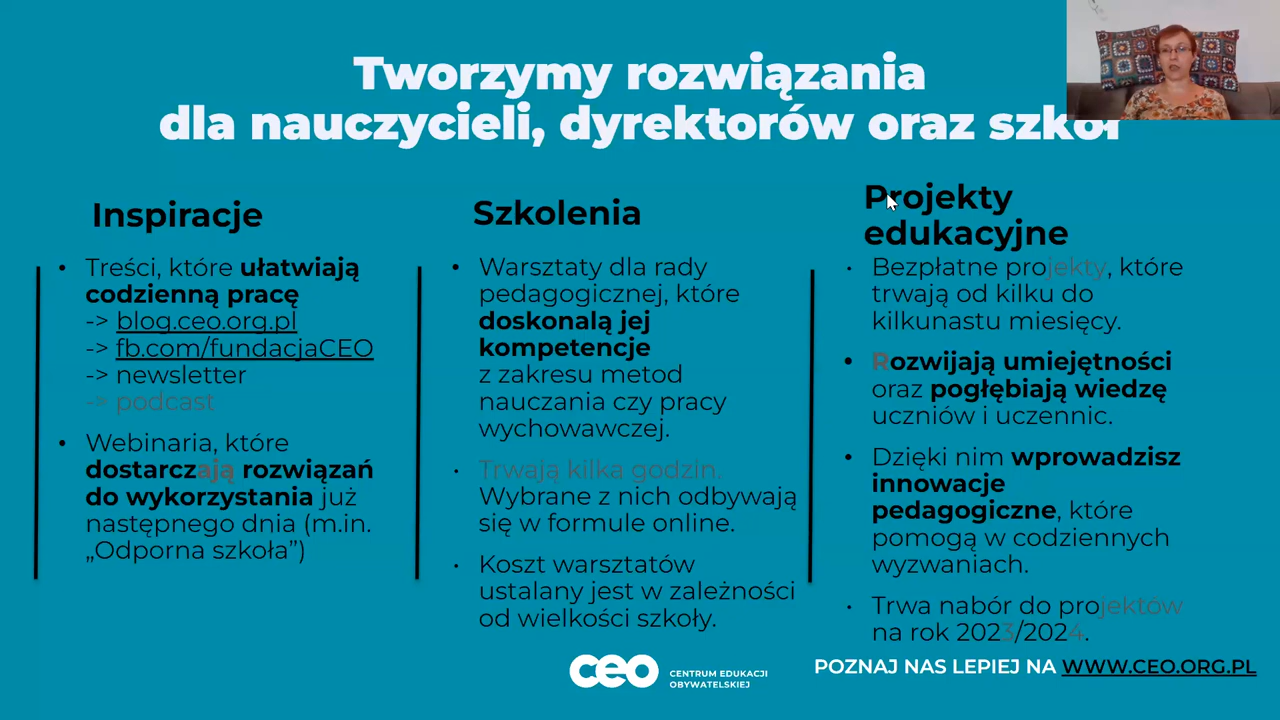 Tworzymy rozwiązania
dla nauczycieli, dyrektorów oraz szkół
Inspiracje
Treści, które ułatwiają
codzienną pracę
-> blog.ceo.org.pl
-> fb.com/fundacjaCEO
-> newsletter
-> podcast
Webinaria, które
dostarczają rozwiązań
do wykorzystania już
następnego dnia (m.in.
„Odporna szkoła”)
Szkolenia
Warsztaty dla rady
pedagogicznej, które
doskonalą jej
kompetencje
z zakresu metod
nauczania czy pracy
wychowawczej.
Trwają kilka godzin.
Wybrane z nich odbywają
się w formule online.
Koszt warsztatów
ustalany jest w zależności
od wielkości szkoły.
Projekty
edukacyjne
Bezpłatne projekty, które
trwają od kilku do
kilkunastu miesięcy.
Rozwijają umiejętności
oraz pogłębiają wiedzę
uczniów i uczennic.
Dzięki nim wprowadzisz
innowacje
pedagogiczne, które
pomogą w codziennych
wyzwaniach.
Trwa nabór do projektów
na rok 2023/2024.
ceo CENTRUM EDUKACJI
OBYWATELSKIEJ
POZNAJ NAS LEPIEJ NA WWW.CEO.ORG.PL